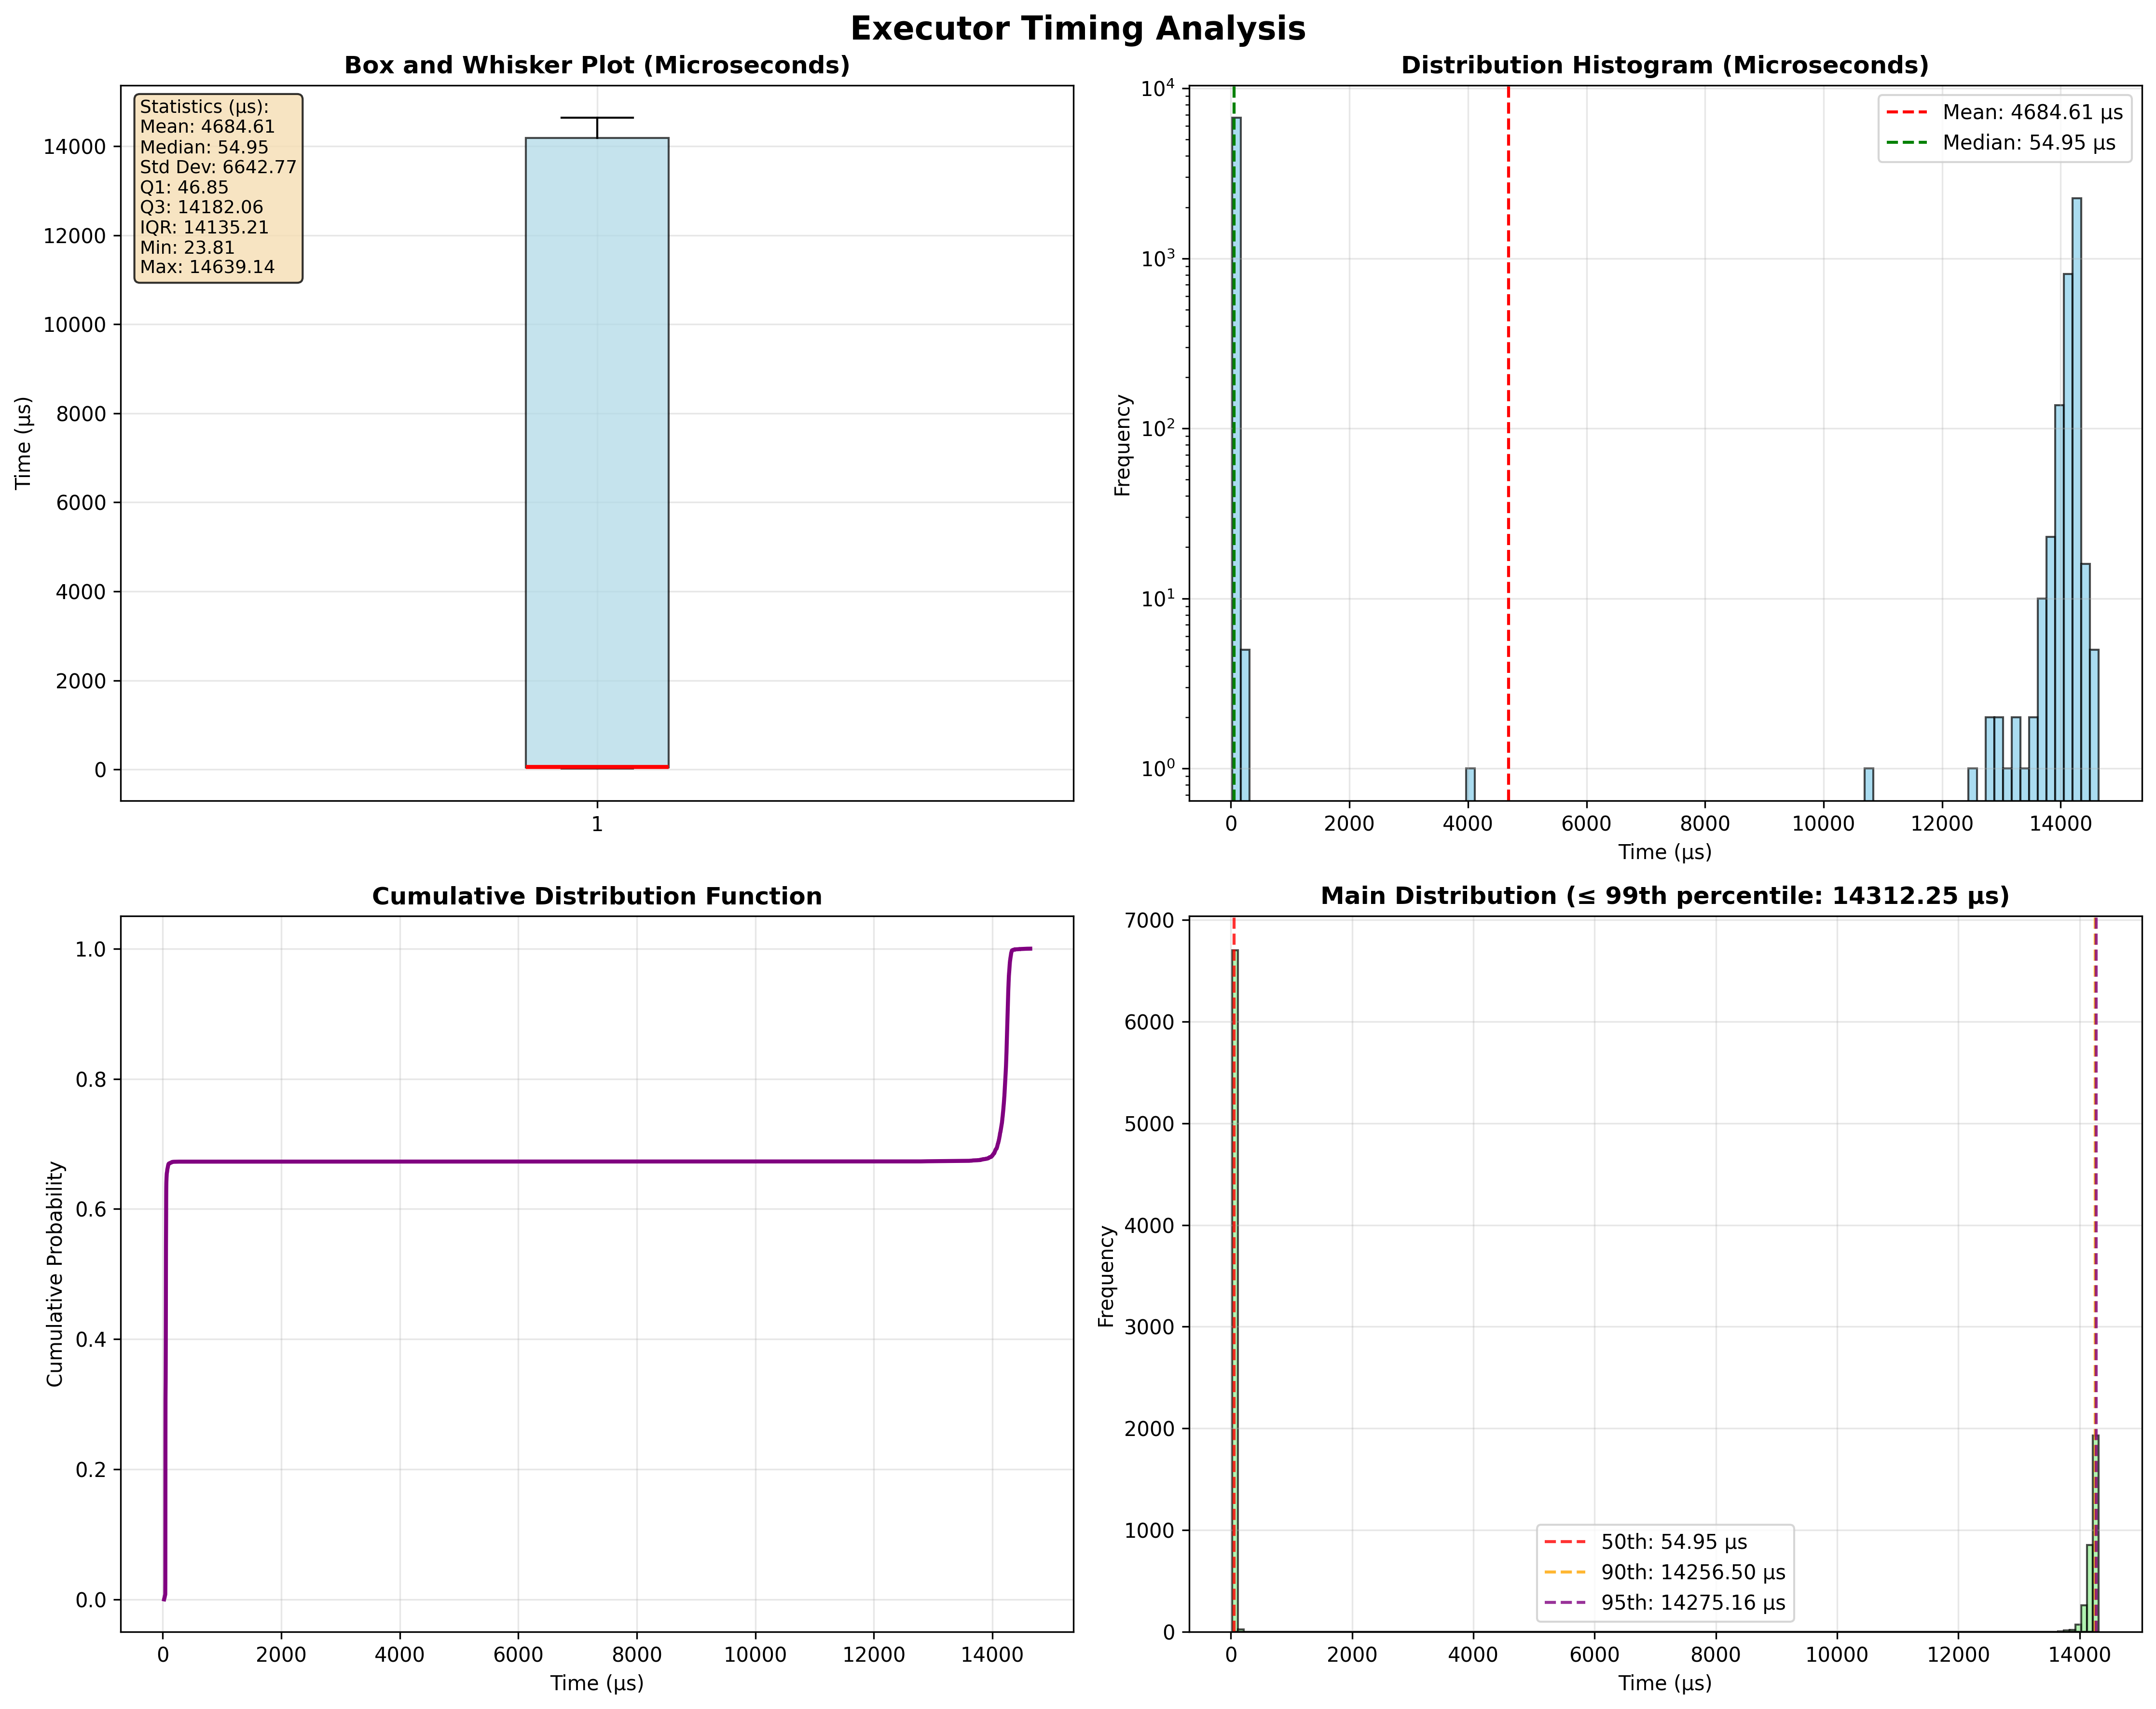 Executor Timing Analysis
Box and Whisker Plot (Microseconds)
Statistics (µs):
Mean: 4684.61
Median: 54.95
Std Dev: 6642.77
Q1: 46.85
Q3: 14182.06
IQR: 14135.21
Min: 23.81
Max: 14639.14
Time (µs)
14000
12000
10000
8000
6000
4000
2000
0
1
Distribution Histogram (Microseconds)
Mean: 4684.61 µs
Median: 54.95 µs
Frequency
10⁴
10³
10²
10¹
10⁰
0 2000 4000 6000 8000 10000 12000 14000
Time (µs)
Cumulative Distribution Function
Cumulative Probability
1.0
0.8
0.6
0.4
0.2
0.0
0 2000 4000 6000 8000 10000 12000 14000
Time (µs)
Main Distribution (≤ 99th percentile: 14312.25 µs)
Frequency
7000
6000
5000
4000
3000
2000
1000
0
50th: 54.95 µs
90th: 14256.50 µs
95th: 14275.16 µs
0 2000 4000 6000 8000 10000 12000 14000
Time (µs)